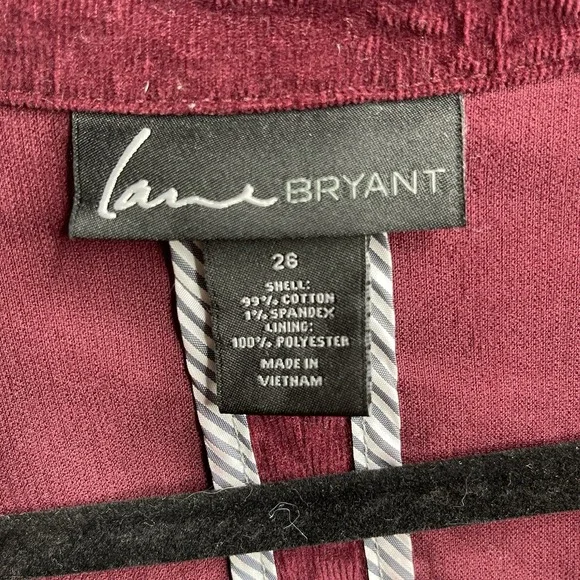 Lane BRYANT
26
SHELL:
99% COTTON
1% SPANDEX
LINING:
100% POLYESTER
MADE IN
VIETNAM